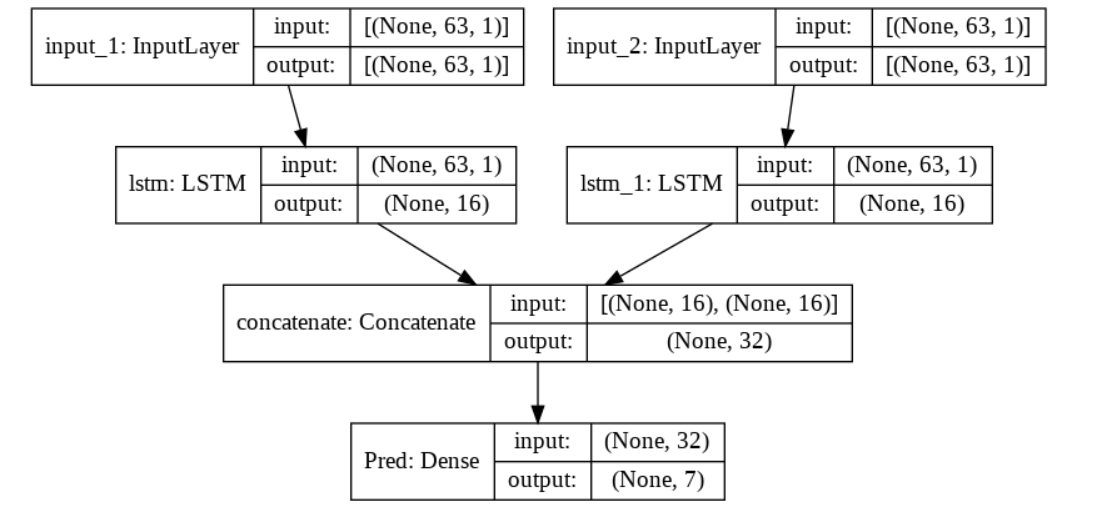 input_1: InputLayer
input: [(None, 63, 1)]
output: [(None, 63, 1)]
input_2: InputLayer
input: [(None, 63, 1)]
output: [(None, 63, 1)]
lstm: LSTM
input: (None, 63, 1)
output: (None, 16)
lstm_1: LSTM
input: (None, 63, 1)
output: (None, 16)
concatenate: Concatenate
input: [(None, 16), (None, 16)]
output: (None, 32)
Pred: Dense
input: (None, 32)
output: (None, 7)